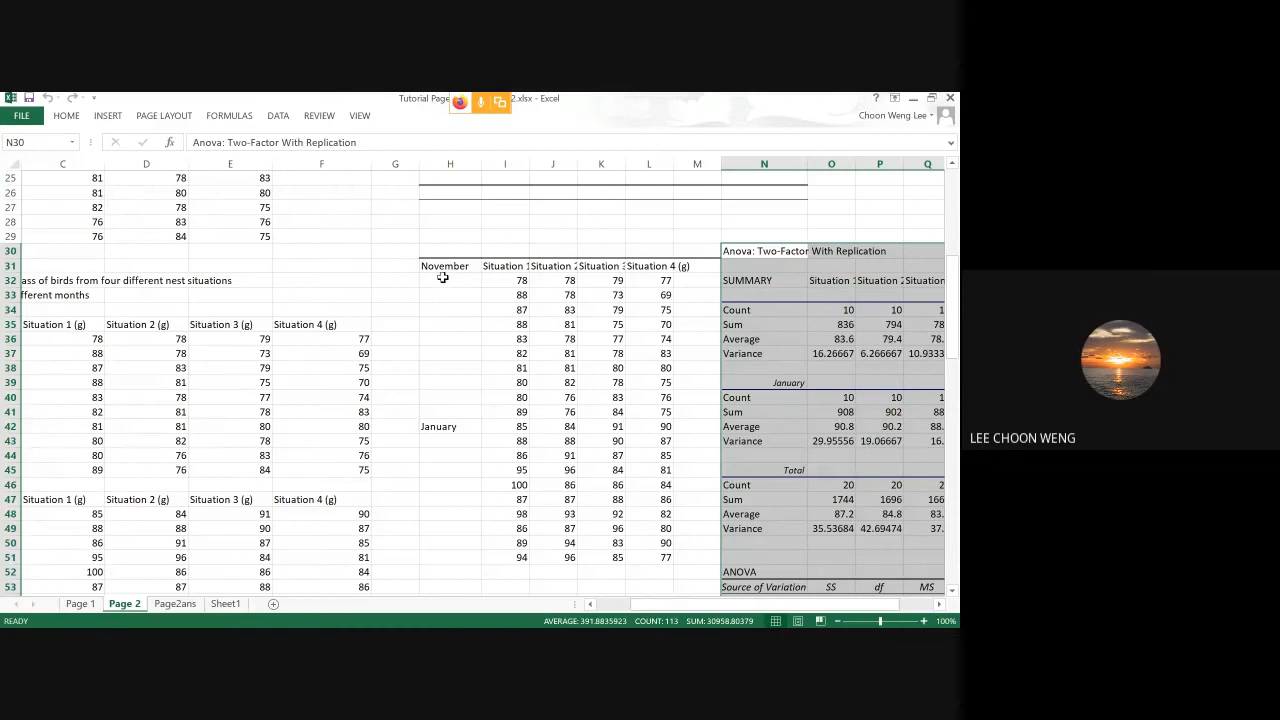 Tutorial Page 2.xlsx - Excel
FILE HOME INSERT PAGE LAYOUT FORMULAS DATA REVIEW VIEW Choon Weng Lee
N30 fx Anova: Two-Factor With Replication
C D E F G H I J K L M N O P Q
25 81 78 83
26 81 80 80
27 82 78 75
28 76 83 76
29 76 84 75
30 Anova: Two-Factor With Replication
31 November Situation 1 Situation 2 Situation 3 Situation 4 (g)
32 ass of birds from four different nest situations 78 78 79 77 SUMMARY Situation 1 Situation 2 Situation 3
33 fferent months 88 78 73 69
34 87 83 79 75 Count 10 10 1
35 Situation 1 (g) Situation 2 (g) Situation 3 (g) Situation 4 (g) 88 81 75 70 Sum 836 794 78
36 78 78 79 77 83 78 77 74 Average 83.6 79.4 78.
37 88 78 73 69 82 81 78 83 Variance 16.26667 6.266667 10.9333
38 87 83 79 75 81 81 80 80
39 88 81 75 70 80 82 78 75 January
40 83 78 77 74 80 76 83 76 Count 10 10 1
41 82 81 78 83 89 76 84 75 Sum 908 902 88
42 81 81 80 80 January 85 84 91 90 Average 90.8 90.2 88.
43 80 82 78 75 88 88 90 87 Variance 29.95556 19.06667 16.
44 80 76 83 76 86 91 87 85
45 89 76 84 75 95 96 84 81 Total
46 100 86 86 84 Count 20 20 2
47 Situation 1 (g) Situation 2 (g) Situation 3 (g) Situation 4 (g) 87 87 88 86 Sum 1744 1696 166
48 85 84 91 90 98 93 92 82 Average 87.2 84.8 83.
49 88 88 90 87 86 87 96 80 Variance 35.53684 42.69474 37.
50 86 91 87 85 89 94 83 90
51 95 96 84 81 94 96 85 77
52 100 86 86 84 ANOVA
53 87 87 88 86 Source of Variation SS df MS
Page 1 Page 2 Page2ans Sheet1
READY AVERAGE: 391.8835923 COUNT: 113 SUM: 30958.80379 100%
LEE CHOON WENG